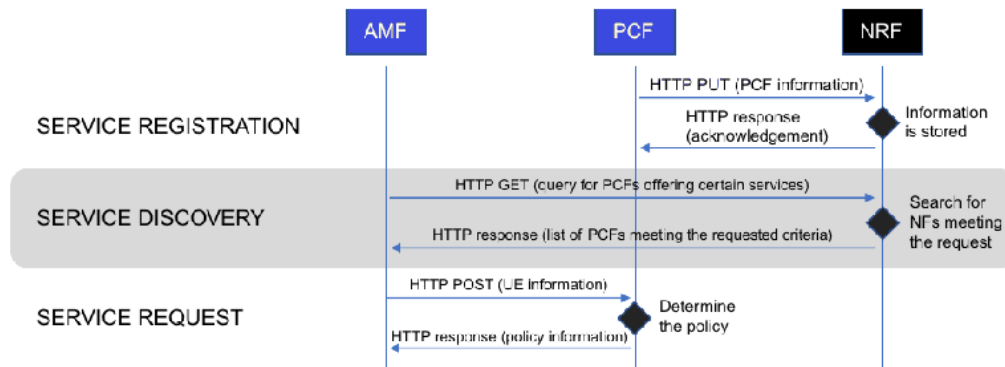 AMF
PCF
NRF
HTTP PUT (PCF information)
SERVICE REGISTRATION
HTTP response
(acknowledgement)
Information
is stored
HTTP GET (query for PCFs offering certain services)
SERVICE DISCOVERY
Search for
NFs meeting
the request
HTTP response (list of PCFs meeting the requested criteria)
HTTP POST (UE information)
SERVICE REQUEST
Determine
the policy
HTTP response (policy information)